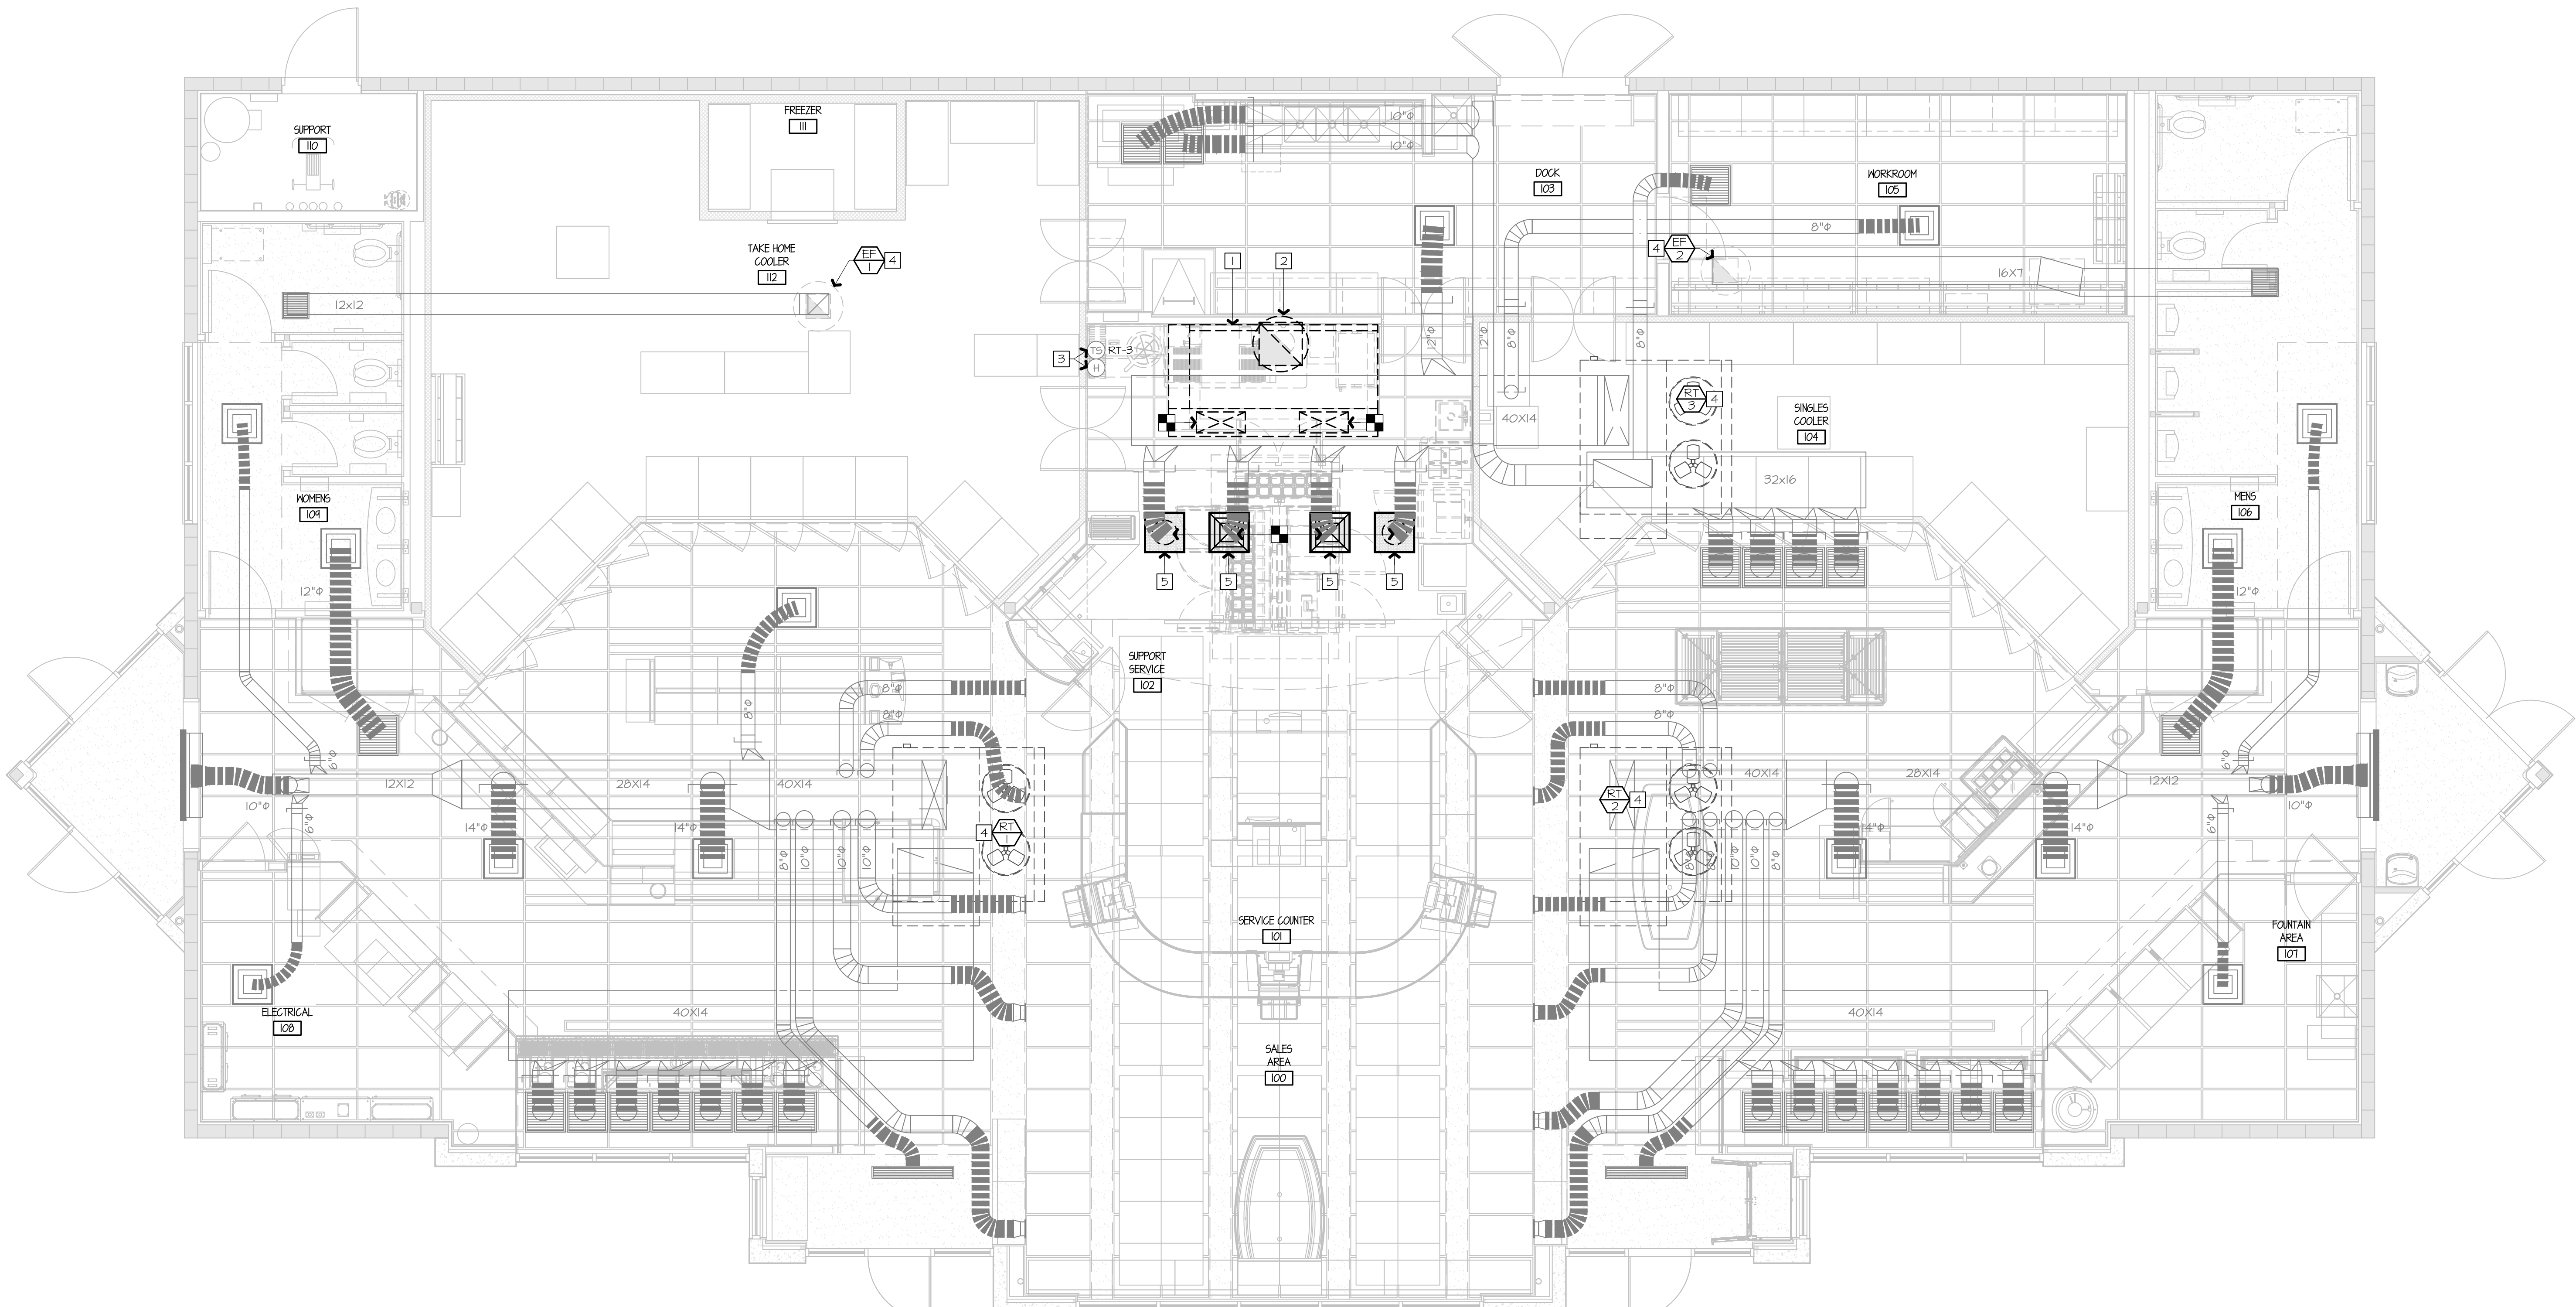 FREEZER
111
SUPPORT
110
10"Φ
10"Φ
DOCK
103
WORKROOM
105
8"Φ
TAKE HOME
COOLER
112
EF
1
4
4
EF
2
1
2
16X7
12x12
12"Φ
12"Φ
8"Φ
8"Φ
3
TS
RT-3
H
RT
3
4
SINGLES
COOLER
104
40X14
32x16
WOMENS
109
MENS
106
5
5
5
5
12"Φ
12"Φ
SUPPORT
SERVICE
102
8"Φ
8"Φ
8"Φ
8"Φ
8"Φ
6"Φ
6"Φ
12X12
28X14
40X14
40X14
28X14
12X12
10"Φ
10"Φ
RT
2
4
4
RT
1
6"Φ
6"Φ
14"Φ
14"Φ
14"Φ
14"Φ
8"Φ
10"Φ
10"Φ
10"Φ
8"Φ
8"Φ
10"Φ
10"Φ
8"Φ
SERVICE COUNTER
101
FOUNTAIN
AREA
107
ELECTRICAL
108
40X14
40X14
SALES
AREA
100